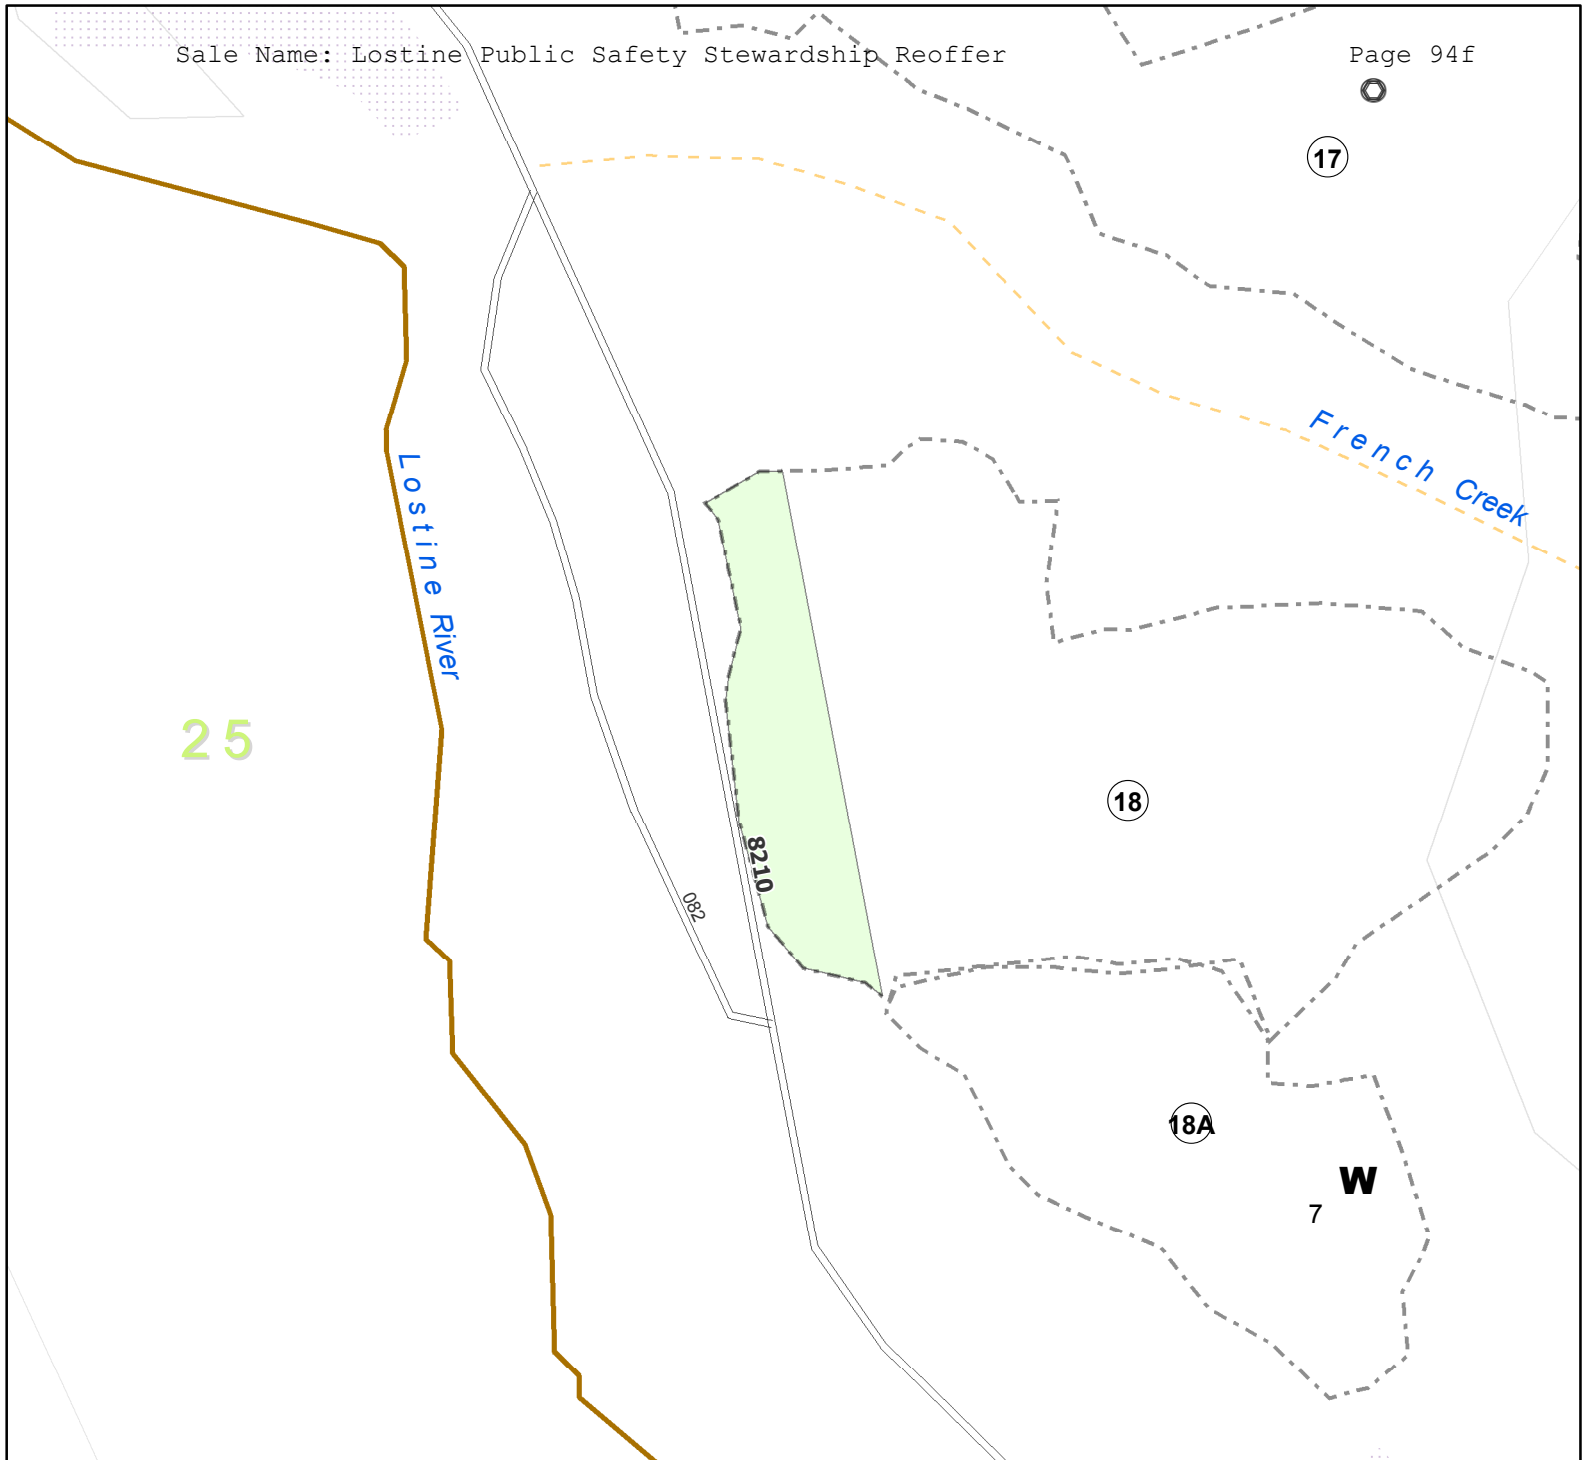 Sale Name: Lostine Public Safety Stewardship Reoffer Page 94f
17
French Creek
Lostine River
25
18
8210
082
18A
W
7